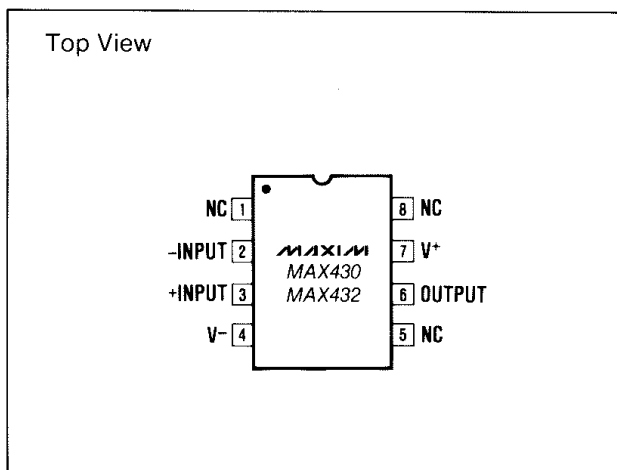 Top View
NC 1
-INPUT 2
+INPUT 3
V- 4
MAXIM
MAX430
MAX432
8 NC
7 V+
6 OUTPUT
5 NC